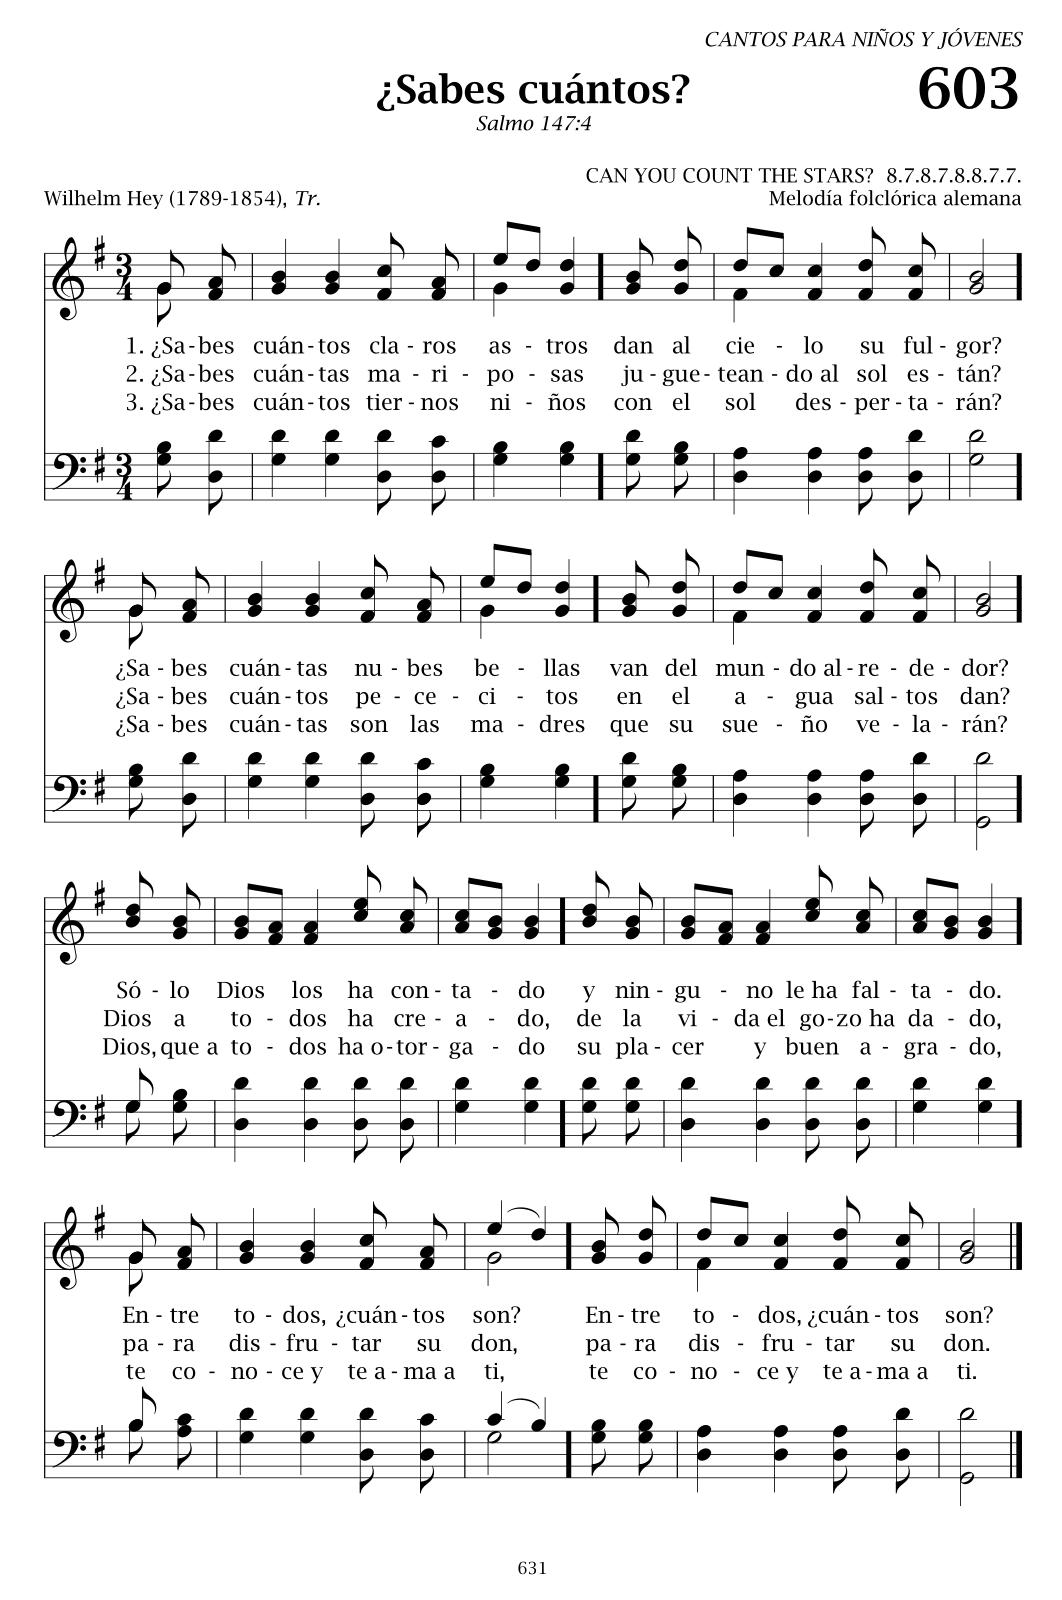 CANTOS PARA NIÑOS Y JÓVENES
¿Sabes cuántos?
603
Salmo 147:4
CAN YOU COUNT THE STARS? 8.7.8.7.8.8.7.7.
Wilhelm Hey (1789-1854), Tr.
Melodía folclórica alemana
3
4
1. ¿Sa - bes cuán - tos cla - ros as - tros dan al cie - lo su ful - gor?
2. ¿Sa - bes cuán - tas ma - ri - po - sas ju - gue - tean - do al sol es - tán?
3. ¿Sa - bes cuán - tos tier - nos ni - ños con el sol des - per - ta - rán?
3
4
¿Sa - bes cuán - tas nu - bes be - llas van del mun - do al - re - de - dor?
¿Sa - bes cuán - tos pe - ce - ci - tos en el a - gua sal - tos dan?
¿Sa - bes cuán - tas son las ma - dres que su sue - ño ve - la - rán?
Só - lo Dios los ha con - ta - do y nin - gu - no le ha fal - ta - do.
Dios a to - dos ha cre - a - do, de la vi - da el go - zo ha da - do,
Dios, que a to - dos ha o - tor - ga - do su pla - cer y buen a - gra - do,
En - tre to - dos, ¿cuán - tos son? En - tre to - dos, ¿cuán - tos son?
pa - ra dis - fru - tar su don, pa - ra dis - fru - tar su don.
te co - no - ce y te a - ma a ti, te co - no - ce y te a - ma a ti.
631